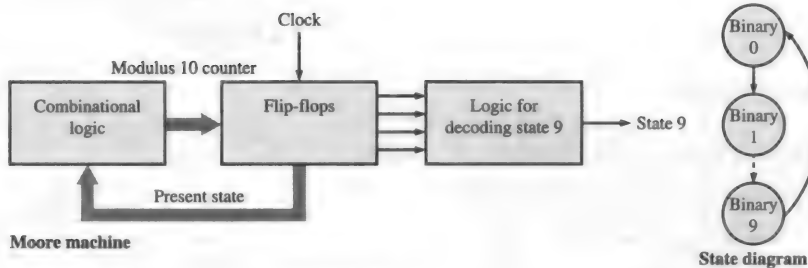 Clock
Modulus 10 counter
Combinational
logic
Flip-flops
Logic for
decoding state 9
State 9
Present state
Moore machine
Binary
0
Binary
1
Binary
9
State diagram